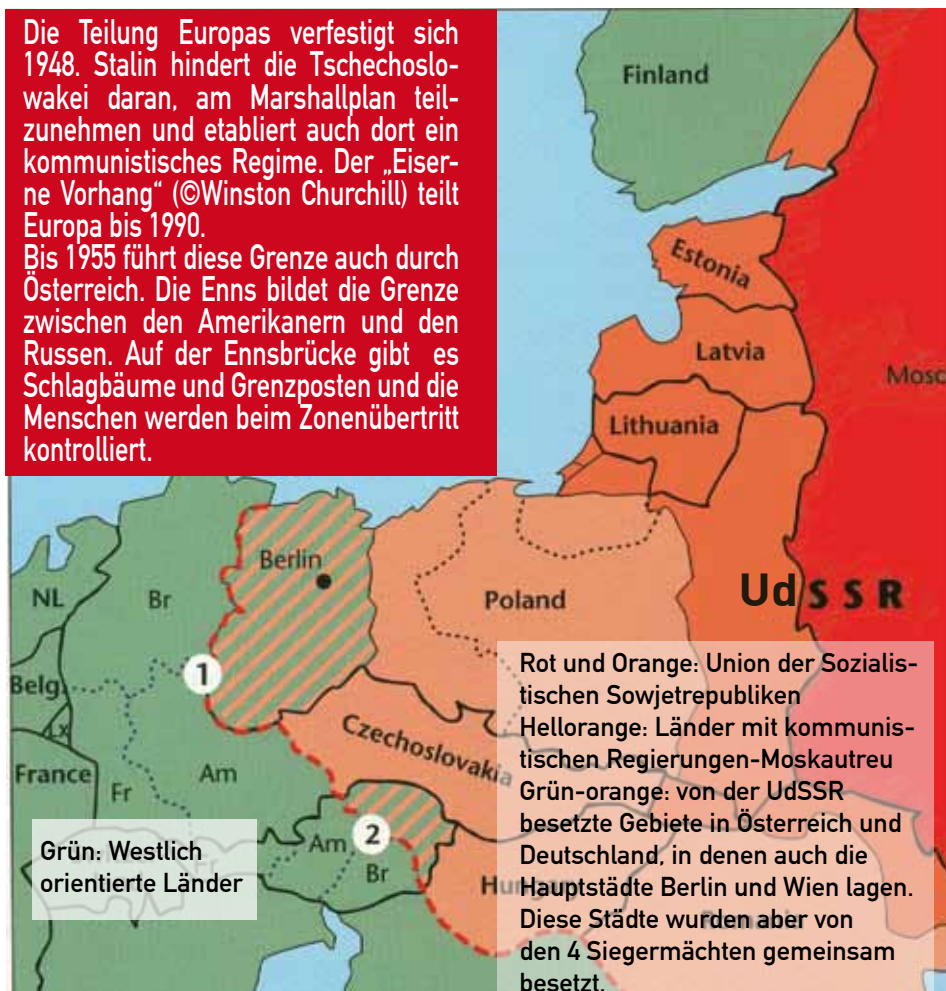 Die Teilung Europas verfestigt sich
1948. Stalin hindert die Tschechoslo-
wakei daran, am Marshallplan teil-
zunehmen und etabliert auch dort ein
kommunistisches Regime. Der „Eiser-
ne Vorhang“ (©Winston Churchill) teilt
Europa bis 1990.
Bis 1955 führt diese Grenze auch durch
Österreich. Die Enns bildet die Grenze
zwischen den Amerikanern und den
Russen. Auf der Ennsbrücke gibt es
Schlagbäume und Grenzposten und die
Menschen werden beim Zonenübertritt
kontrolliert.
Finland
Estonia
Latvia
Mosc
Lithuania
Berlin
NL
Br
Poland
UdSSR
1
Belg.
Lx
Czechoslovakia
France
Fr
Am
Am
2
Br
Hungary
Romania
Grün: Westlich
orientierte Länder
Rot und Orange: Union der Sozialis-
tischen Sowjetrepubliken
Hellorange: Länder mit kommunis-
tischen Regierungen-Moskautreu
Grün-orange: von der UdSSR
besetzte Gebiete in Österreich und
Deutschland, in denen auch die
Hauptstädte Berlin und Wien lagen.
Diese Städte wurden aber von
den 4 Siegermächten gemeinsam
besetzt.